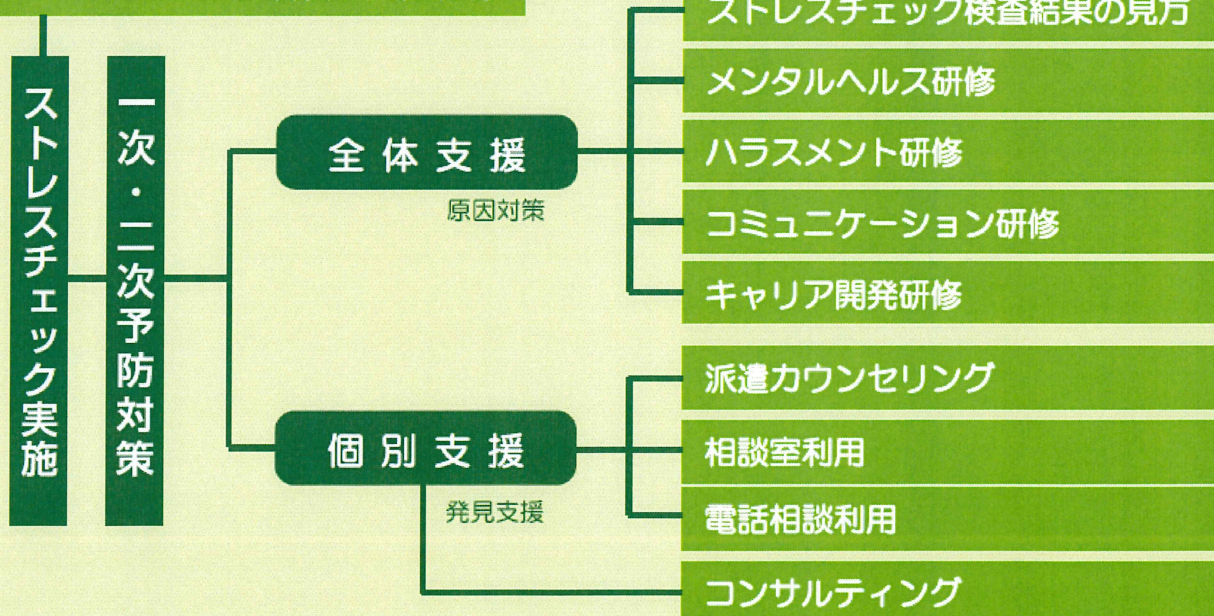 ストレスチェック実施
一次・二次予防対策
全体支援
原因対策
ストレスチェック検査結果の見方
メンタルヘルス研修
ハラスメント研修
コミュニケーション研修
キャリア開発研修
個別支援
発見支援
派遣カウンセリング
相談室利用
電話相談利用
コンサルティング